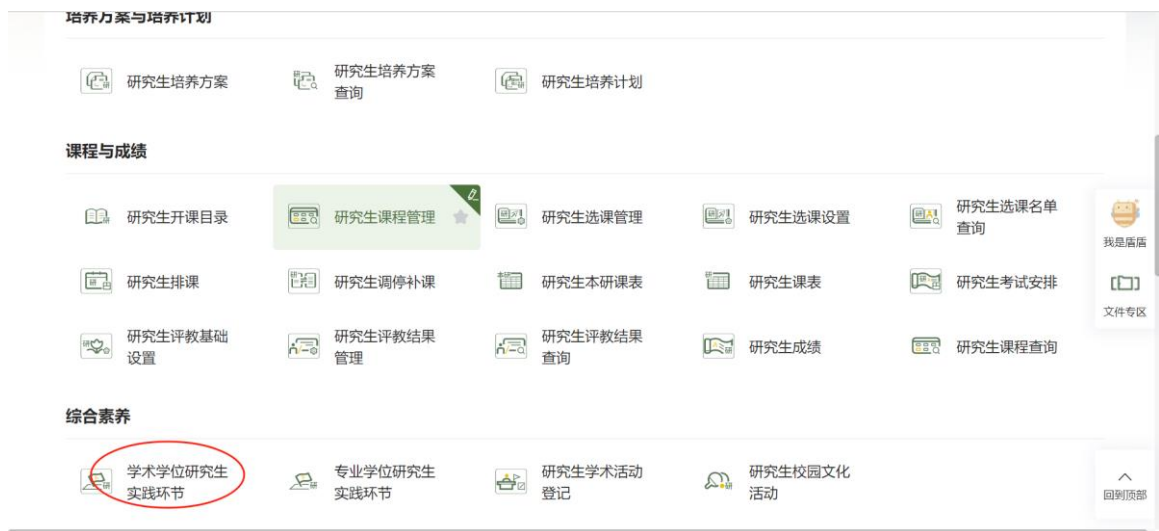 培养方案与培养计划
研究生培养方案
研究生培养方案
查询
研究生培养计划
课程与成绩
研究生开课目录
研究生课程管理
研究生选课管理
研究生选课设置
研究生选课名单
查询
我是盾盾
研究生排课
研究生调停补课
研究生本研课表
研究生课表
研究生考试安排
文件专区
研究生评教基础
设置
研究生评教结果
管理
研究生评教结果
查询
研究生成绩
研究生课程查询
综合素养
学术学位研究生
实践环节
专业学位研究生
实践环节
研究生学术活动
登记
研究生校园文化
活动
回到顶部